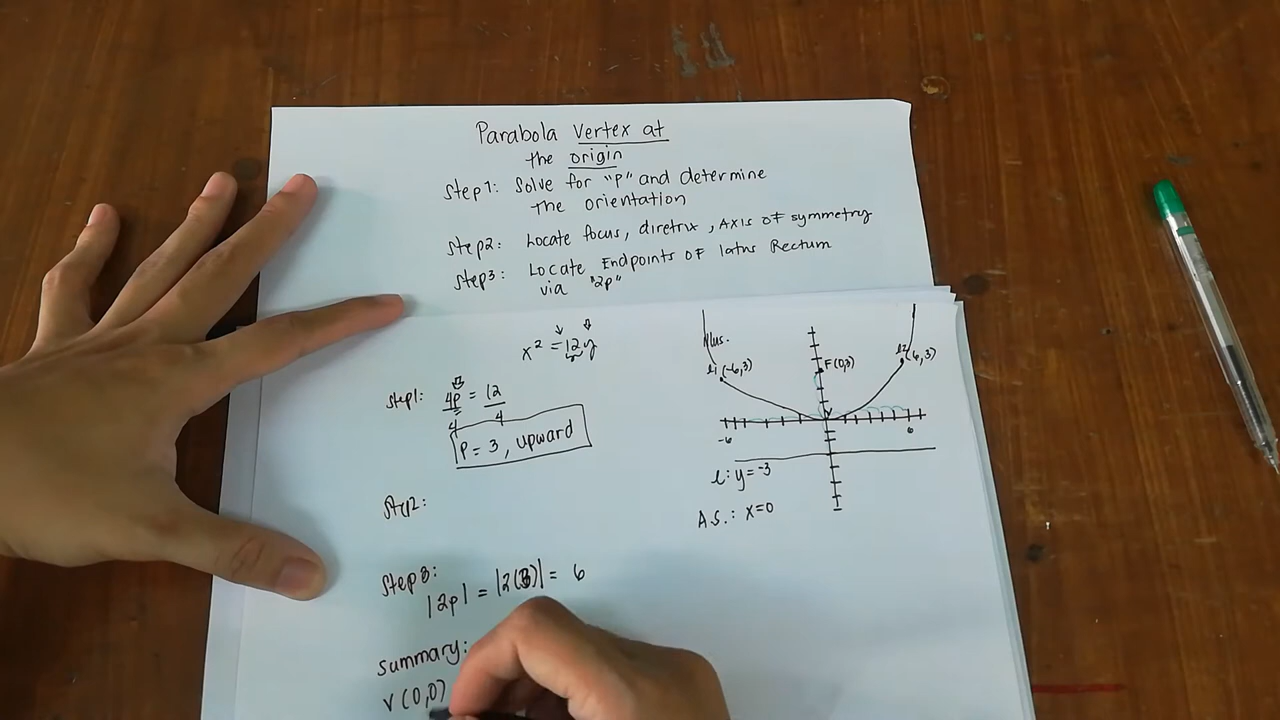 Parabola Vertex at
the origin
Step1: Solve for "p" and determine
the orientation
Step2: Locate focus, diretrix, Axis of symmetry
Step3: Locate Endpoints of latus Rectum
via "2p"
x² = 12y
Step1: 4p = 12
4 4
P = 3, upward
Step2:
Step3:
|2p| = |2(3)| = 6
summary:
V (0,0)
Illus.
L1(-6,3)
F(0,3)
L2(6,3)
V
-6
6
l: y = -3
A.S.: x=0